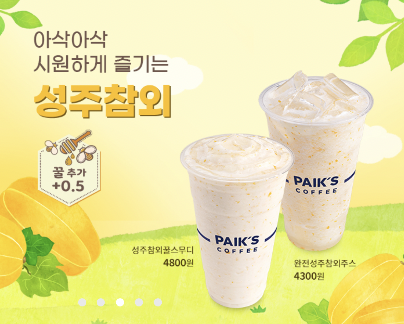 아삭아삭
시원하게 즐기는
성주참외
꿀 추가
+0.5
PAIK'S
COFFEE
PAIK'S
COFFEE
성주참외꿀스무디
4800원
완전성주참외주스
4300원